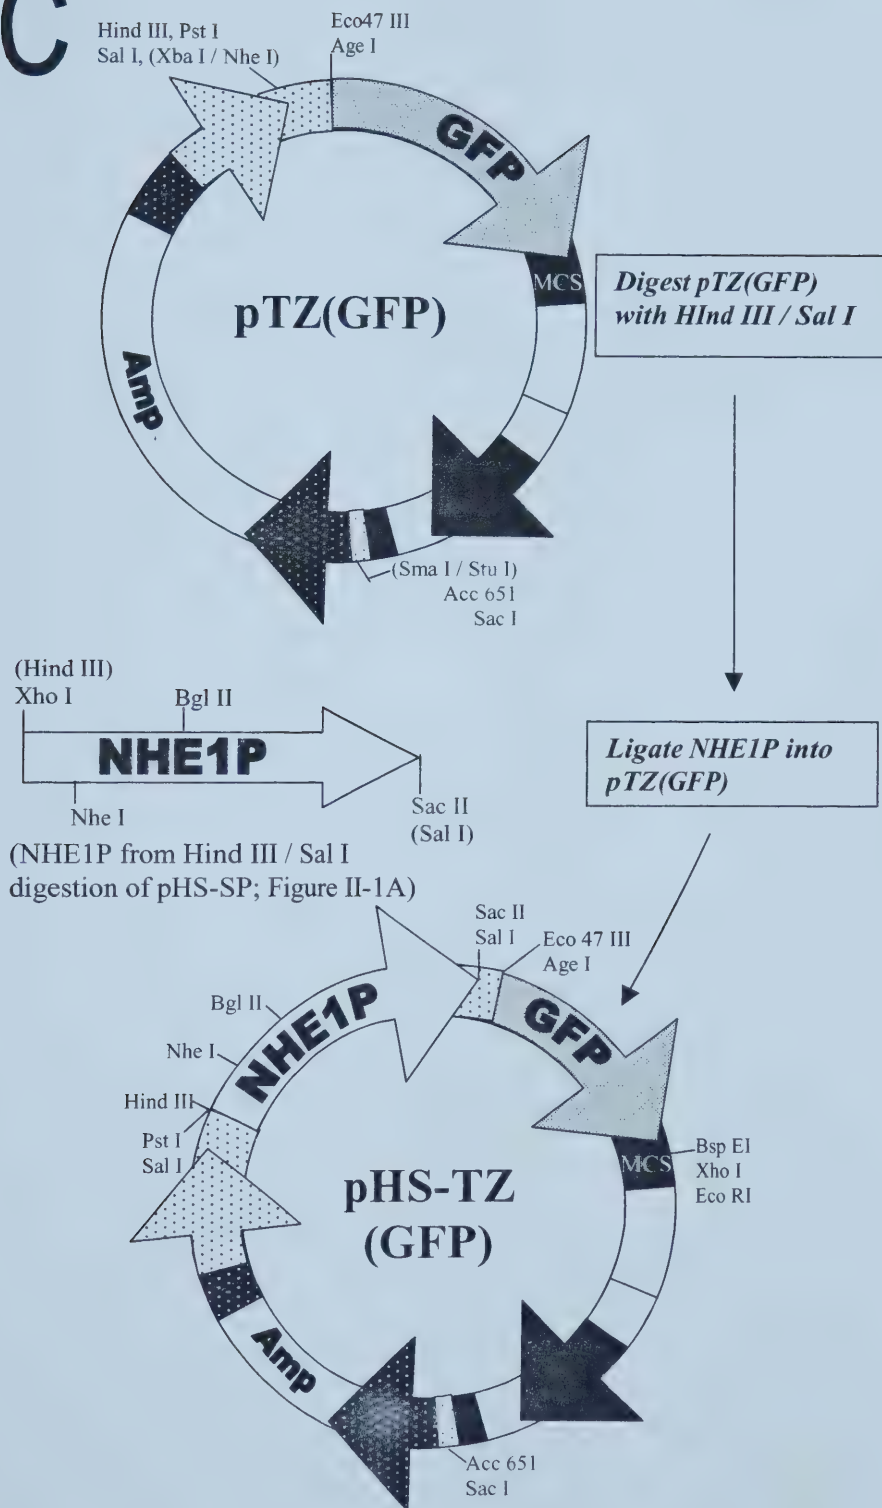 C
Hind III, Pst I
Sal I, (Xba I / Nhe I)
Eco47 III
Age I
GFP
MCS
pTZ(GFP)
Amp
Digest pTZ(GFP)
with HInd III / Sal I
(Sma I / Stu I)
Acc 651
Sac I
(Hind III)
Xho I
Bgl II
NHE1P
Nhe I
Sac II
(Sal I)
Ligate NHE1P into
pTZ(GFP)
(NHE1P from Hind III / Sal I
digestion of pHS-SP; Figure II-1A)
Sac II
Sal I
Eco 47 III
Age I
Bgl II
NHE1P
GFP
Nhe I
Hind III
Pst I
Sal I
MCS
Bsp EI
Xho I
Eco RI
pHS-TZ
(GFP)
Amp
Acc 651
Sac I